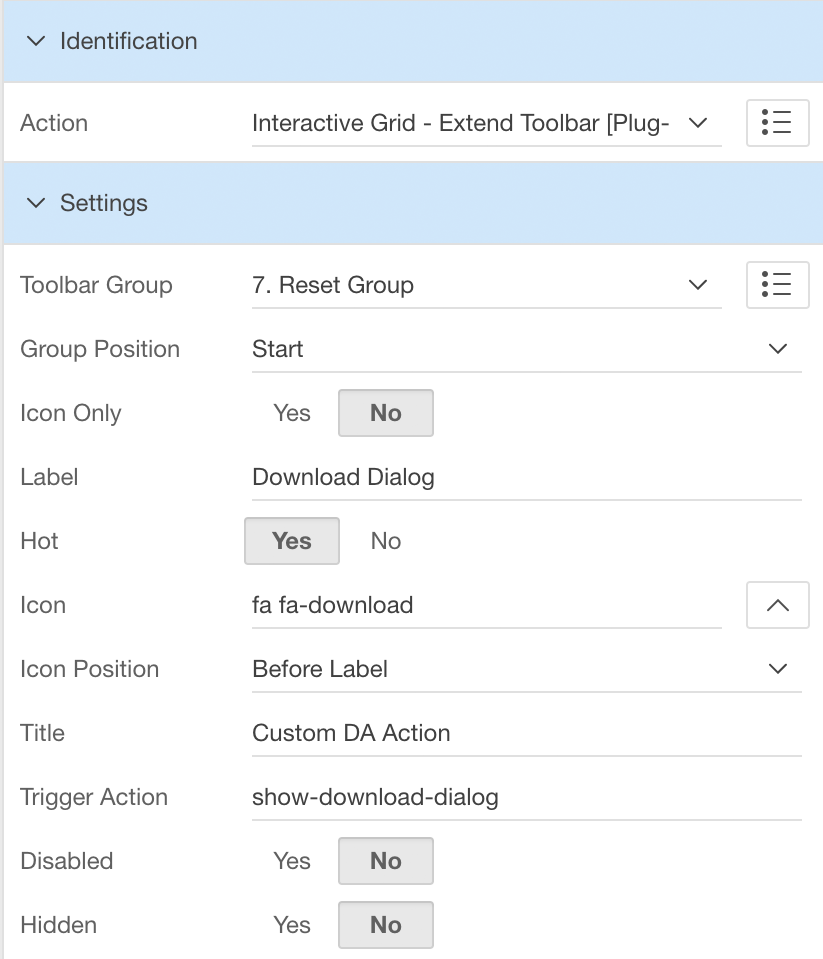 Identification
Action Interactive Grid - Extend Toolbar [Plug-
Settings
Toolbar Group 7. Reset Group
Group Position Start
Icon Only Yes No
Label Download Dialog
Hot Yes No
Icon fa fa-download
Icon Position Before Label
Title Custom DA Action
Trigger Action show-download-dialog
Disabled Yes No
Hidden Yes No